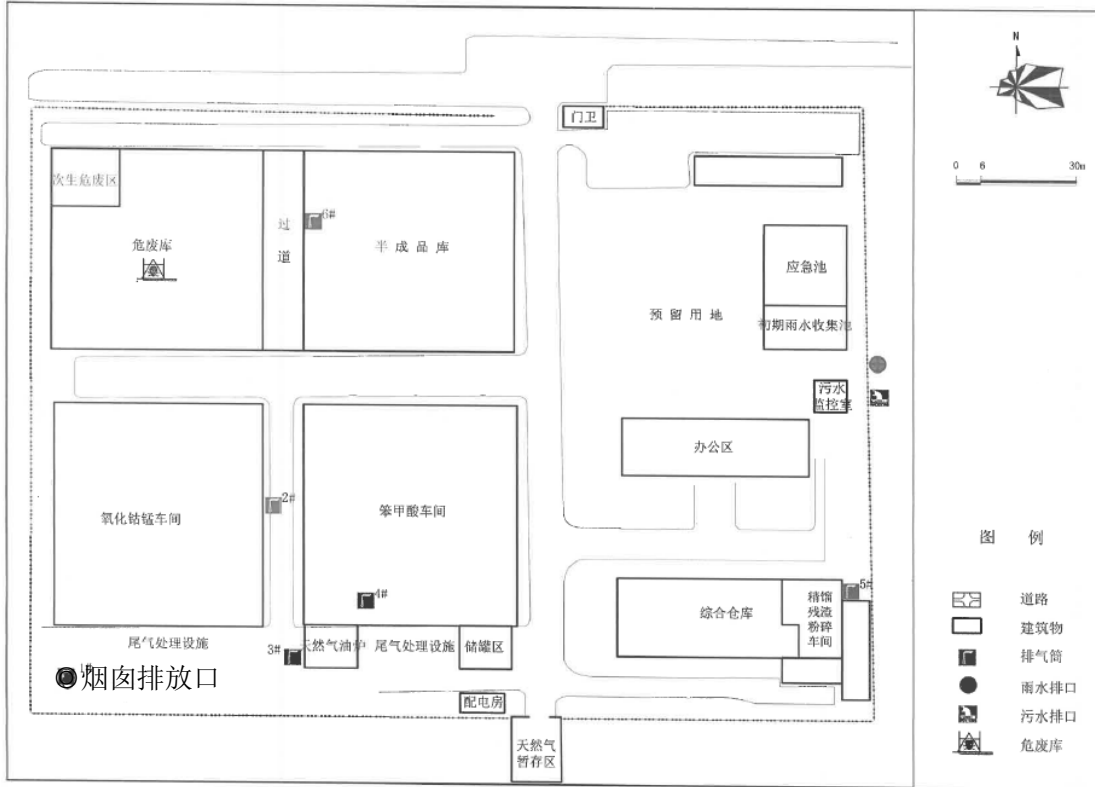 N
0 6 30m
门卫
次生危废区
过
道
6#
危废库
半成品库
应急池
预留用地
初期雨水收集池
污水
监控室
办公区
2#
氧化钴锰车间
苯甲酸车间
4#
5#
综合仓库
精馏
残渣
粉碎
车间
尾气处理设施
3#
天然气油炉
尾气处理设施
储罐区
1#
烟囱排放口
配电房
天然气
暂存区
图 例
道路
建筑物
排气筒
雨水排口
污水排口
危废库